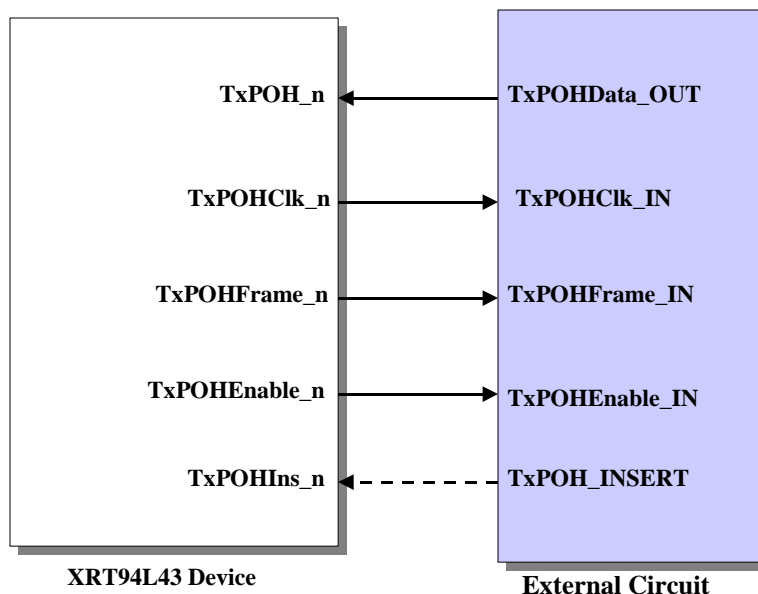 TxPOH_n TxPOHData_OUT
TxPOHClk_n TxPOHClk_IN
TxPOHFrame_n TxPOHFrame_IN
TxPOHEnable_n TxPOHEnable_IN
TxPOHIns_n TxPOH_INSERT
XRT94L43 Device External Circuit